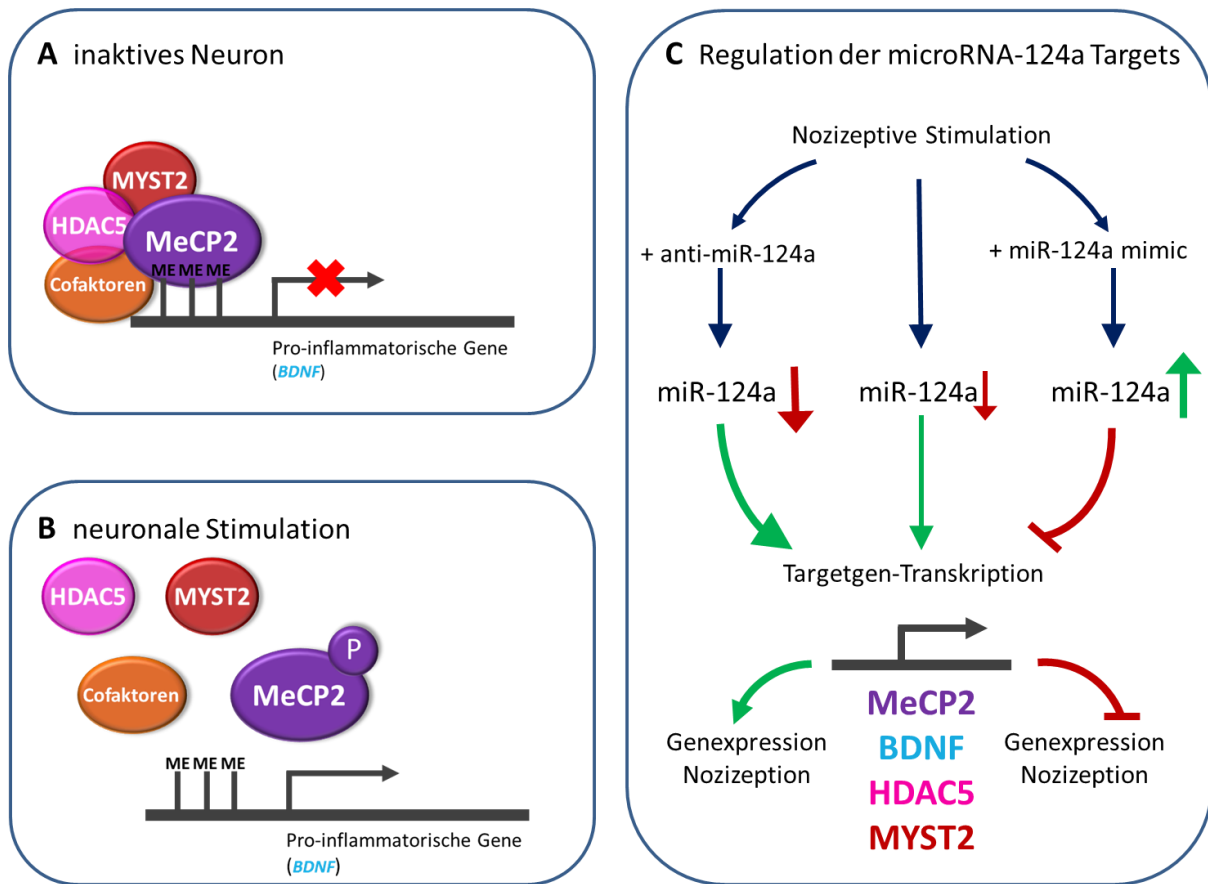 A inaktives Neuron
MYST2
HDAC5
MeCP2
ME ME ME
Cofaktoren
Pro-inflammatorische Gene
(BDNF)
B neuronale Stimulation
HDAC5
MYST2
P
Cofaktoren
MeCP2
ME ME ME
Pro-inflammatorische Gene
(BDNF)
C Regulation der microRNA-124a Targets
Nozizeptive Stimulation
+ anti-miR-124a
+ miR-124a mimic
miR-124a
miR-124a
miR-124a
Targetgen-Transkription
MeCP2
BDNF
HDAC5
MYST2
Genexpression
Nozizeption
Genexpression
Nozizeption